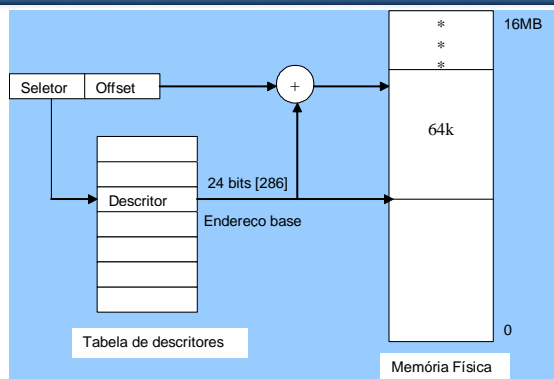 *
16MB
*
*
Seletor
Offset
+
64k
24 bits [286]
Descritor
Endereço base
0
Tabela de descritores
Memória Física